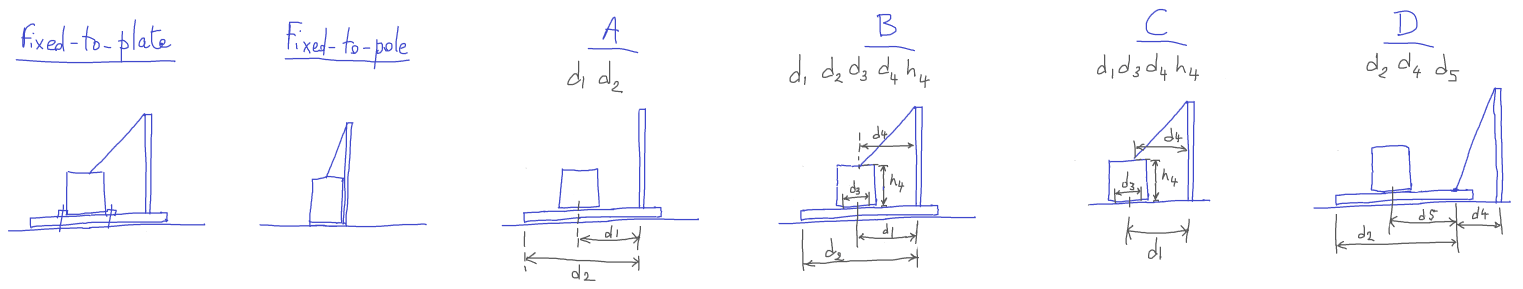 Fixed-to-plate
Fixed-to-pole
A
d1 d2
d1
d2
B
d1 d2 d3 d4 h4
d4
h4
d3
d1
d2
C
d1 d3 d4 h4
d4
h4
d3
d1
D
d2 d4 d5
d5
d4
d2